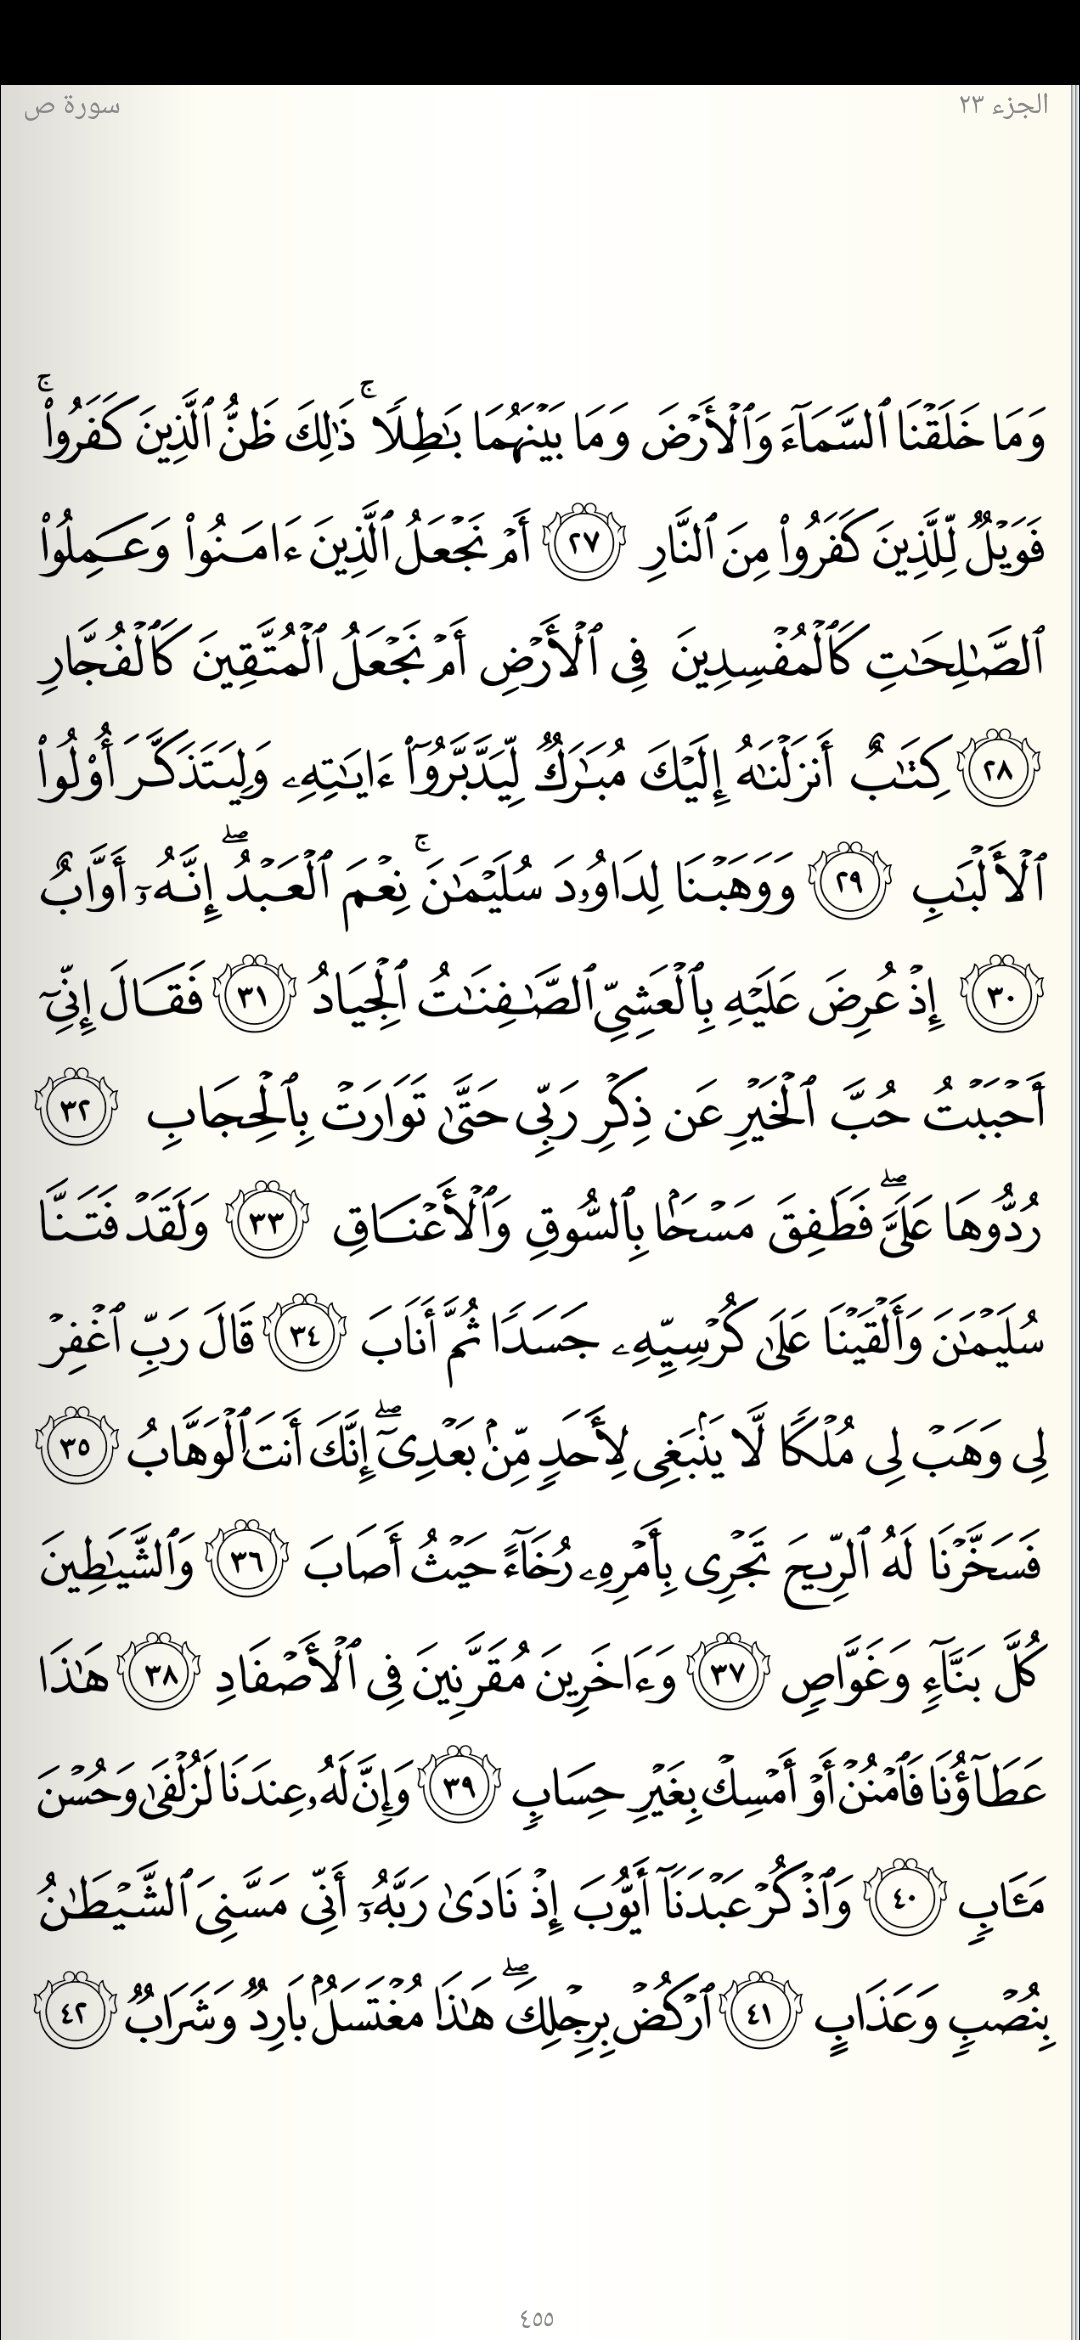 الجزء ٢٣
سورة ص
وَمَا خَلَقْنَا ٱلسَّمَآءَ وَٱلْأَرْضَ وَمَا بَيْنَهُمَا بَٰطِلًا ۚ ذَٰلِكَ ظَنُّ ٱلَّذِينَ كَفَرُوا۟ ۚ
فَوَيْلٌ لِّلَّذِينَ كَفَرُوا۟ مِنَ ٱلنَّارِ ٢٧ أَمْ نَجْعَلُ ٱلَّذِينَ ءَامَنُوا۟ وَعَمِلُوا۟
ٱلصَّٰلِحَٰتِ كَٱلْمُفْسِدِينَ فِى ٱلْأَرْضِ أَمْ نَجْعَلُ ٱلْمُتَّقِينَ كَٱلْفُجَّارِ
٢٨ كِتَٰبٌ أَنزَلْنَٰهُ إِلَيْكَ مُبَٰرَكٌ لِّيَدَّبَّرُوٓا۟ ءَايَٰتِهِۦ وَلِيَتَذَكَّرَ أُو۟لُوا۟
ٱلْأَلْبَٰبِ ٢٩ وَوَهَبْنَا لِدَاوُۥدَ سُلَيْمَٰنَ ۚ نِعْمَ ٱلْعَبْدُ ۖ إِنَّهُۥٓ أَوَّابٌ
٣٠ إِذْ عُرِضَ عَلَيْهِ بِٱلْعَشِىِّ ٱلصَّٰفِنَٰتُ ٱلْجِيَادُ ٣١ فَقَالَ إِنِّىٓ
أَحْبَبْتُ حُبَّ ٱلْخَيْرِ عَن ذِكْرِ رَبِّى حَتَّىٰ تَوَارَتْ بِٱلْحِجَابِ ٣٢
رُدُّوهَا عَلَىَّ ۖ فَطَفِقَ مَسْحًۢا بِٱلسُّوقِ وَٱلْأَعْنَاقِ ٣٣ وَلَقَدْ فَتَنَّا
سُلَيْمَٰنَ وَأَلْقَيْنَا عَلَىٰ كُرْسِيِّهِۦ جَسَدًا ثُمَّ أَنَابَ ٣٤ قَالَ رَبِّ ٱغْفِرْ
لِى وَهَبْ لِى مُلْكًا لَّا يَنۢبَغِى لِأَحَدٍ مِّنۢ بَعْدِىٓ ۖ إِنَّكَ أَنتَ ٱلْوَهَّابُ ٣٥
فَسَخَّرْنَا لَهُ ٱلرِّيحَ تَجْرِى بِأَمْرِهِۦ رُخَآءً حَيْثُ أَصَابَ ٣٦ وَٱلشَّيَٰطِينَ
كُلَّ بَنَّآءٍ وَغَوَّاصٍ ٣٧ وَءَاخَرِينَ مُقَرَّنِينَ فِى ٱلْأَصْفَادِ ٣٨ هَٰذَا
عَطَآؤُنَا فَٱمْنُنْ أَوْ أَمْسِكْ بِغَيْرِ حِسَابٍ ٣٩ وَإِنَّ لَهُۥ عِندَنَا لَزُلْفَىٰ وَحُسْنَ
مَـَٔابٍ ٤٠ وَٱذْكُرْ عَبْدَنَآ أَيُّوبَ إِذْ نَادَىٰ رَبَّهُۥٓ أَنِّى مَسَّنِىَ ٱلشَّيْطَٰنُ
بِنُصْبٍ وَعَذَابٍ ٤١ ٱرْكُضْ بِرِجْلِكَ ۖ هَٰذَا مُغْتَسَلٌۢ بَارِدٌ وَشَرَابٌ ٤٢
٤٥٥